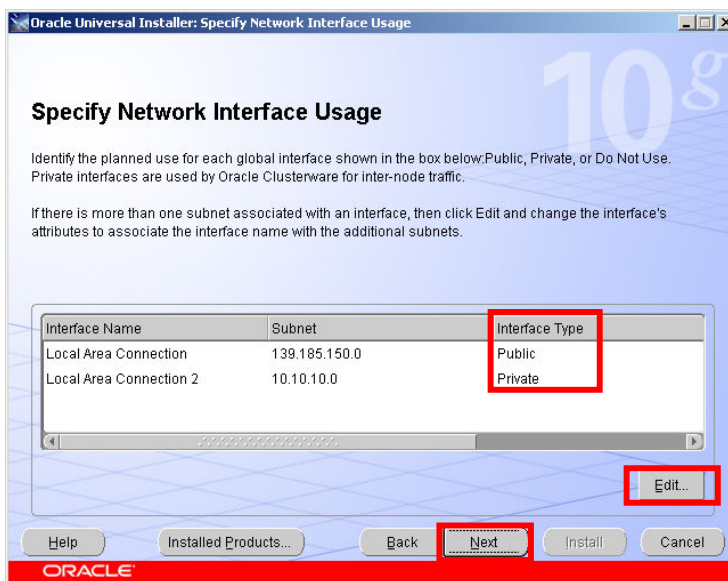 Oracle Universal Installer: Specify Network Interface Usage
10g
Specify Network Interface Usage
Identify the planned use for each global interface shown in the box below:Public, Private, or Do Not Use.
Private interfaces are used by Oracle Clusterware for inter-node traffic.
If there is more than one subnet associated with an interface, then click Edit and change the interface's
attributes to associate the interface name with the additional subnets.
Interface Name Subnet Interface Type
Local Area Connection 139.185.150.0 Public
Local Area Connection 2 10.10.10.0 Private
Edit...
Help Installed Products... Back Next Install Cancel
ORACLE